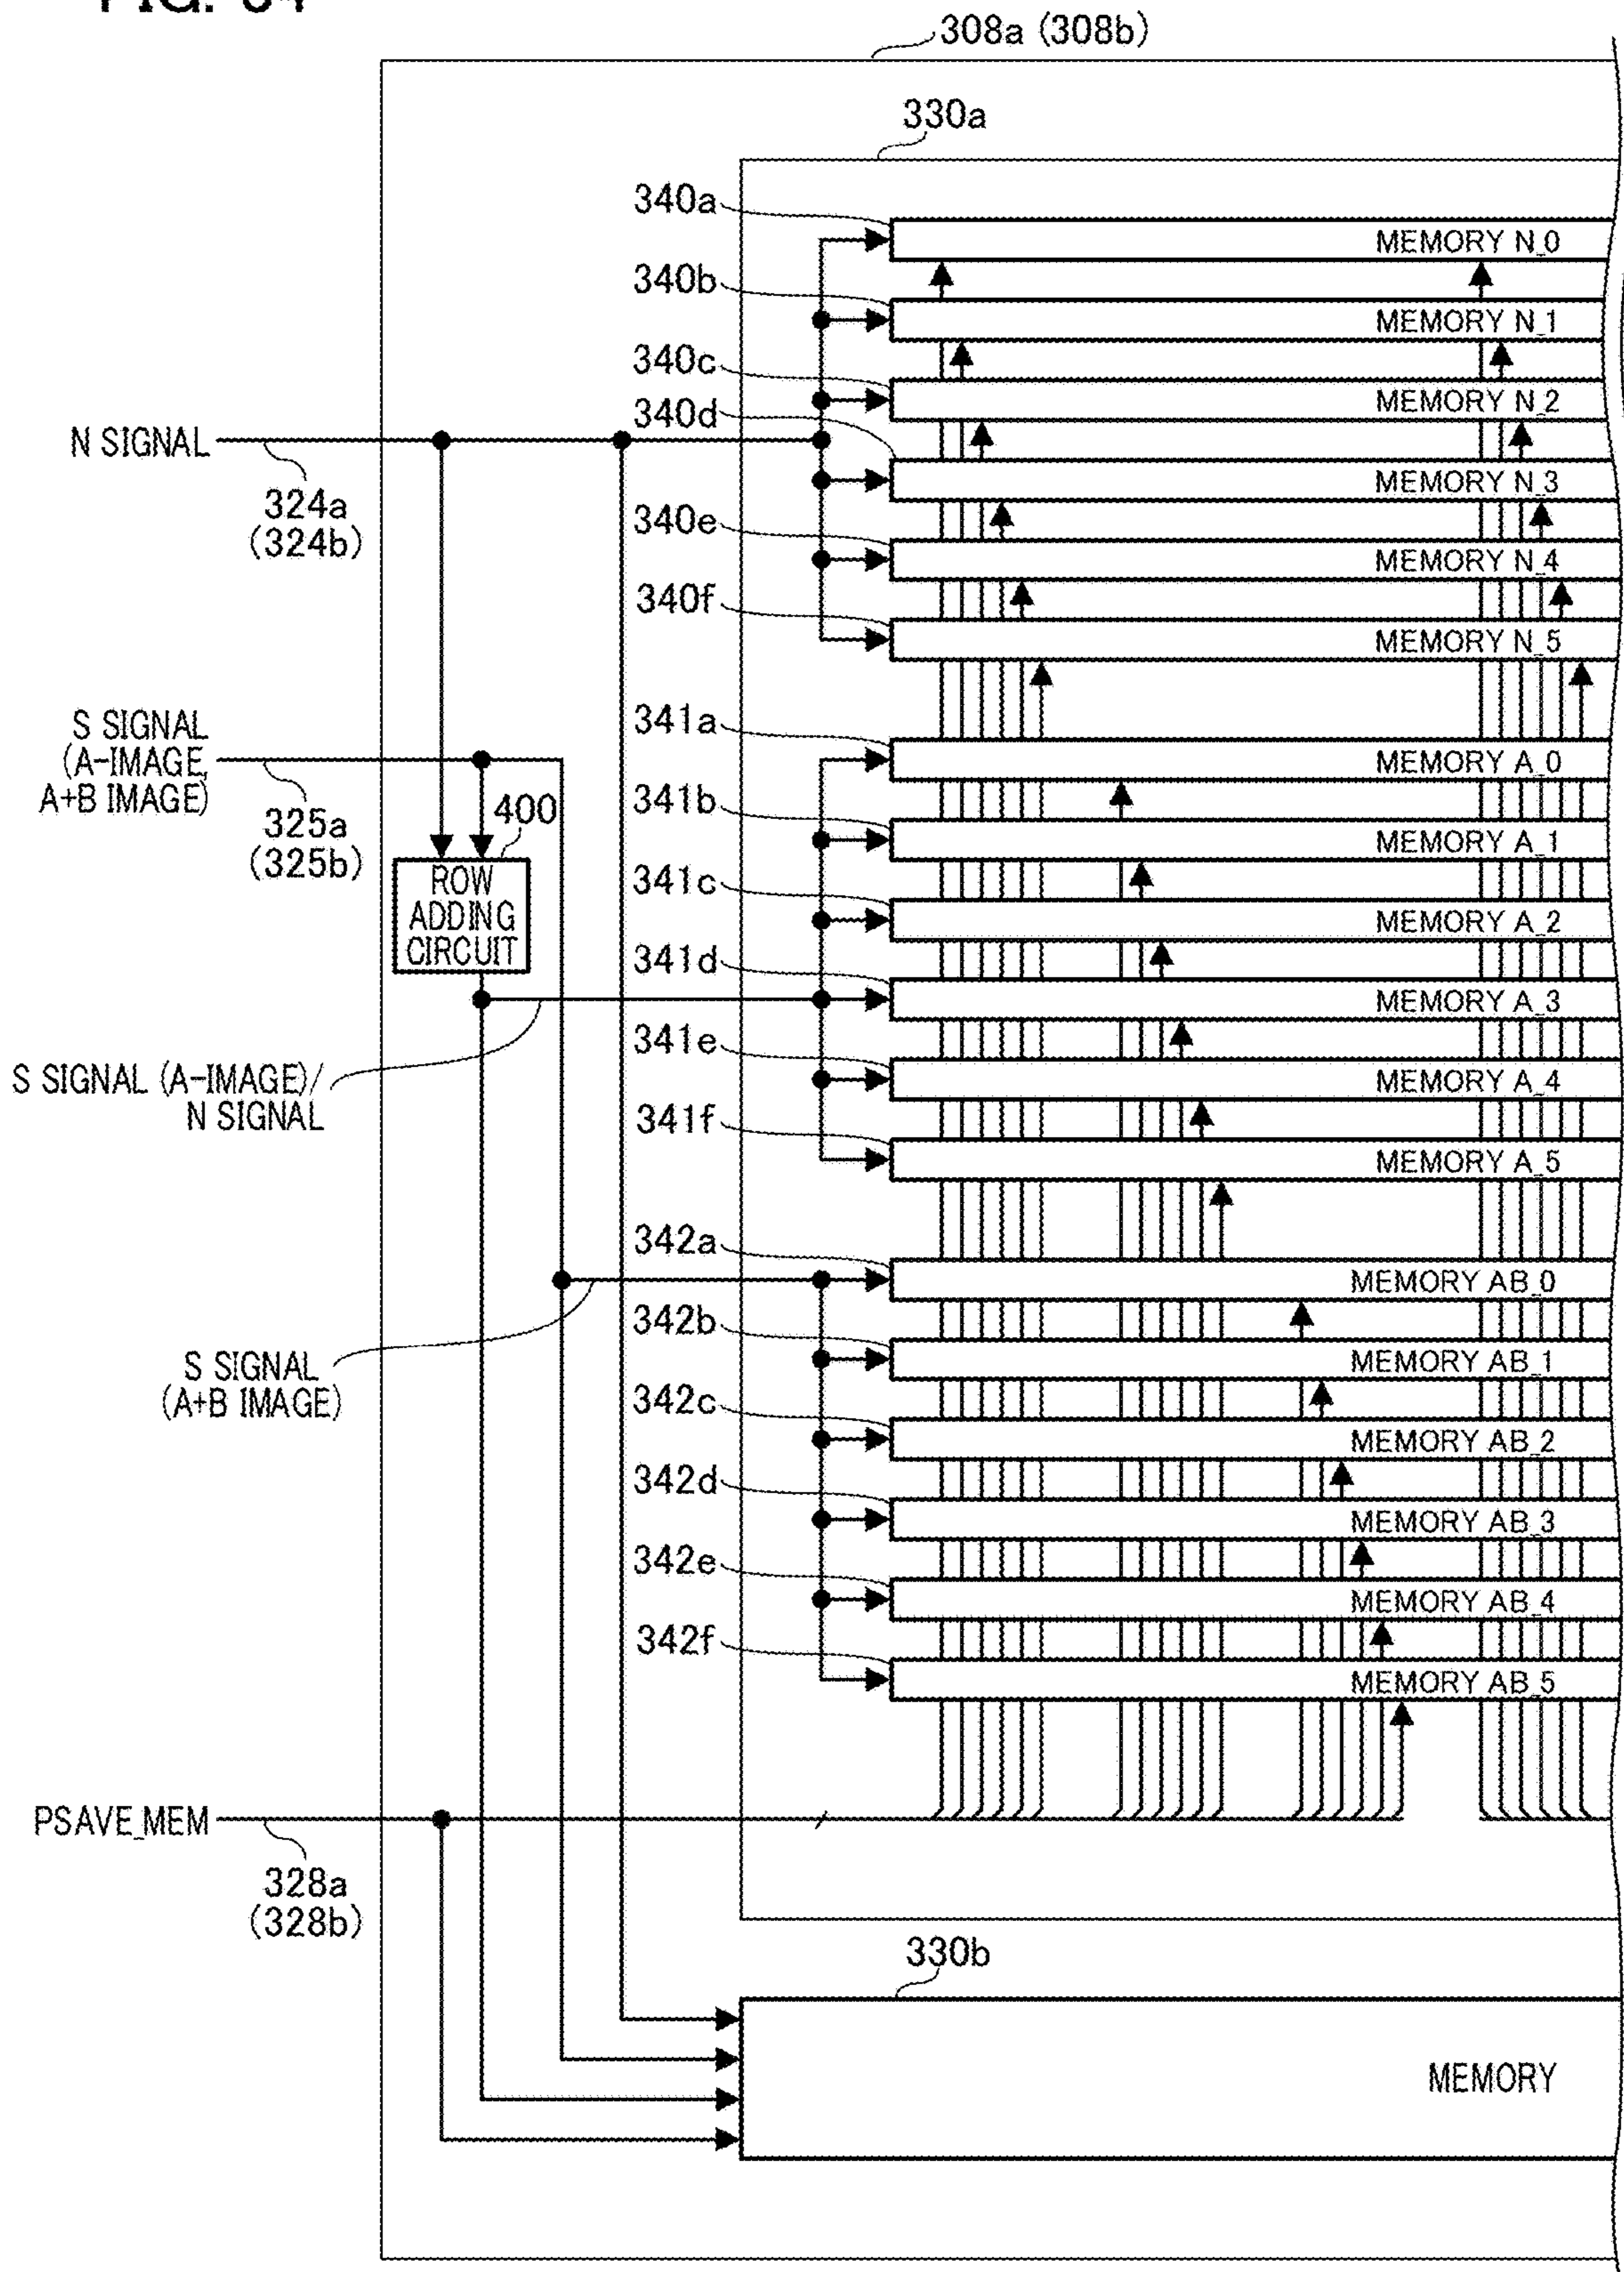 308a (308b)
330a
340a
MEMORY N_0
340b
MEMORY N_1
340c
MEMORY N_2
340d
N SIGNAL
324a
(324b)
MEMORY N_3
340e
MEMORY N_4
340f
MEMORY N_5
S SIGNAL
(A-IMAGE,
A+B IMAGE)
325a
(325b)
400
ROW
ADDING
CIRCUIT
341a
MEMORY A_0
341b
MEMORY A_1
341c
MEMORY A_2
341d
MEMORY A_3
S SIGNAL (A-IMAGE)/
N SIGNAL
341e
MEMORY A_4
341f
MEMORY A_5
342a
MEMORY AB_0
342b
MEMORY AB_1
S SIGNAL
(A+B IMAGE)
342c
MEMORY AB_2
342d
MEMORY AB_3
342e
MEMORY AB_4
342f
MEMORY AB_5
PSAVE_MEM
328a
(328b)
330b
MEMORY